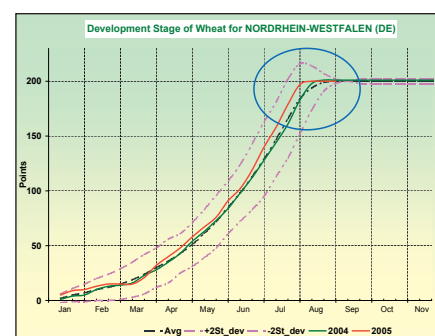 Development Stage of Wheat for NORDRHEIN-WESTFALEN (DE)
200
150
100
50
0
Points
Jan Feb Mar Apr May Jun Jul Aug Sep Oct Nov
Avg +2St_dev -2St_dev 2004 2005